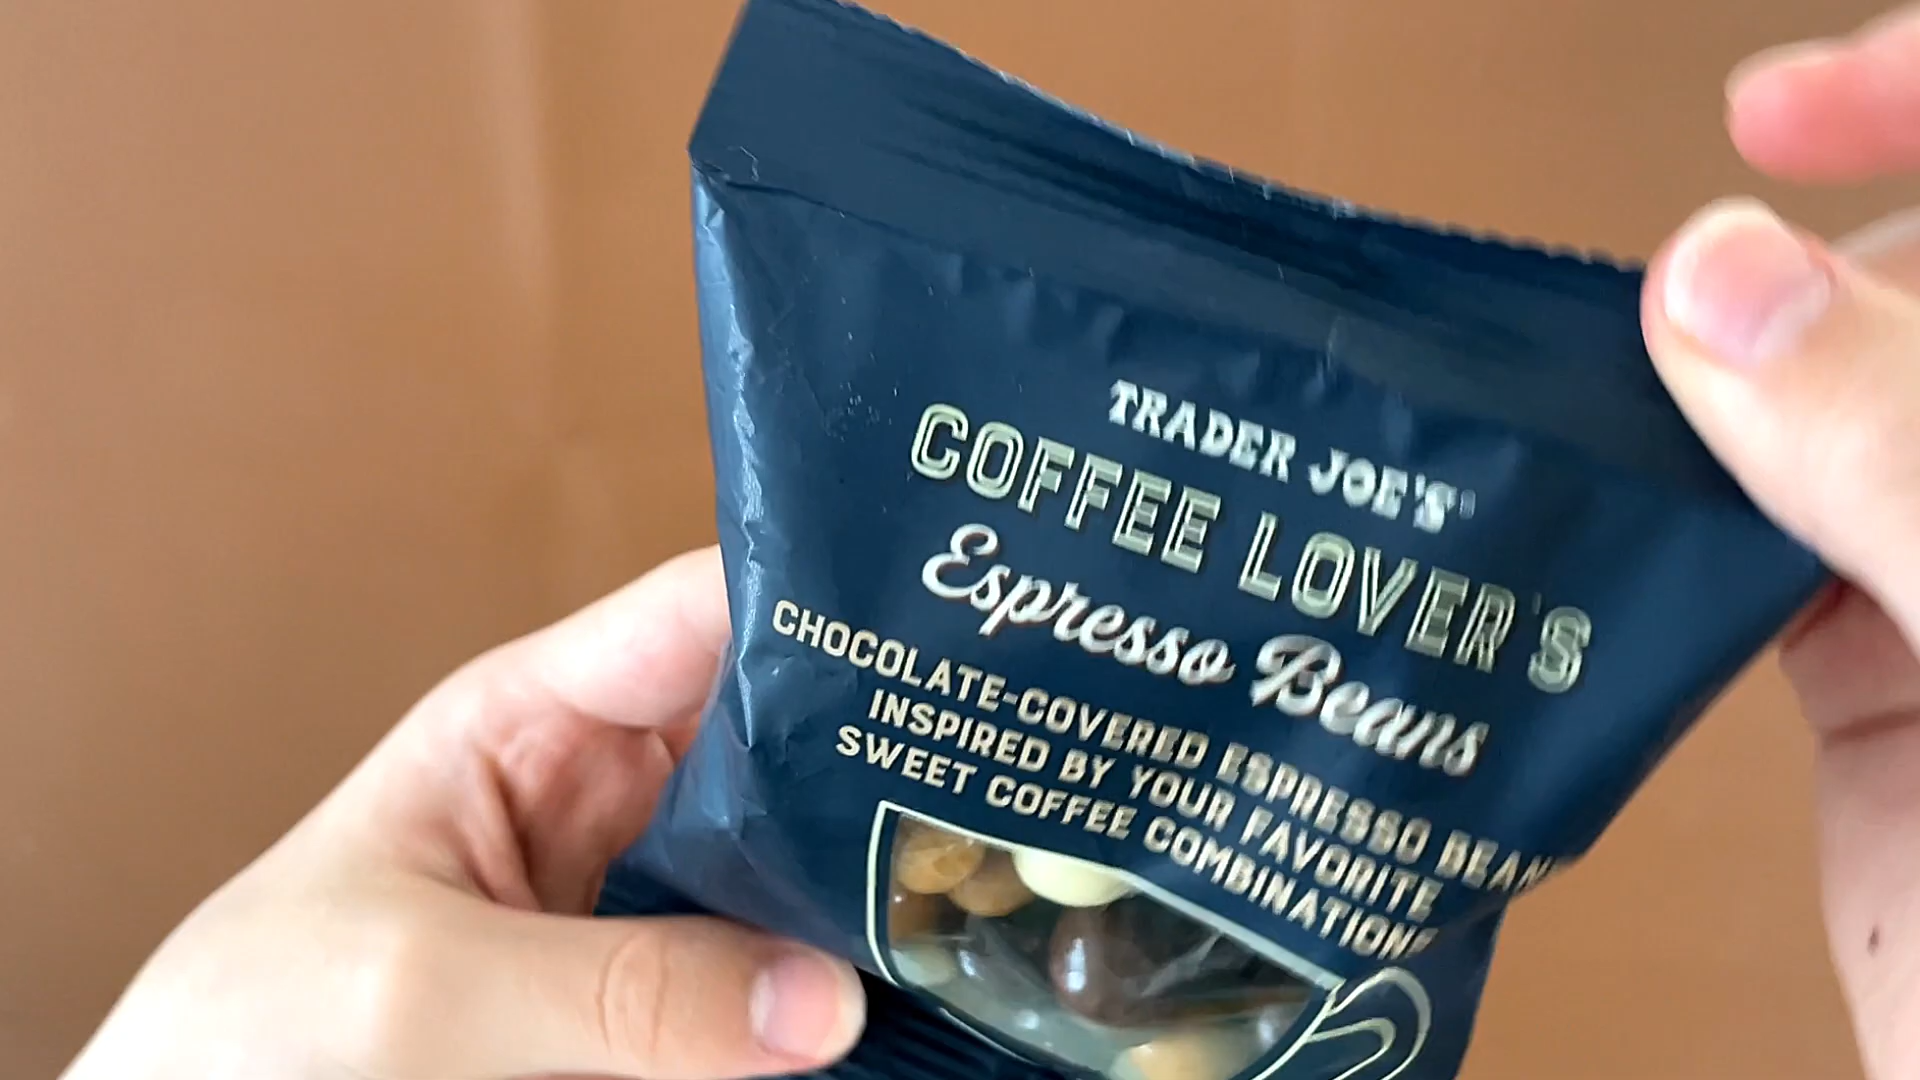 TRADER JOE'S
COFFEE LOVER'S
Espresso Beans
CHOCOLATE-COVERED ESPRESSO BEANS
INSPIRED BY YOUR FAVORITE
SWEET COFFEE COMBINATIONS